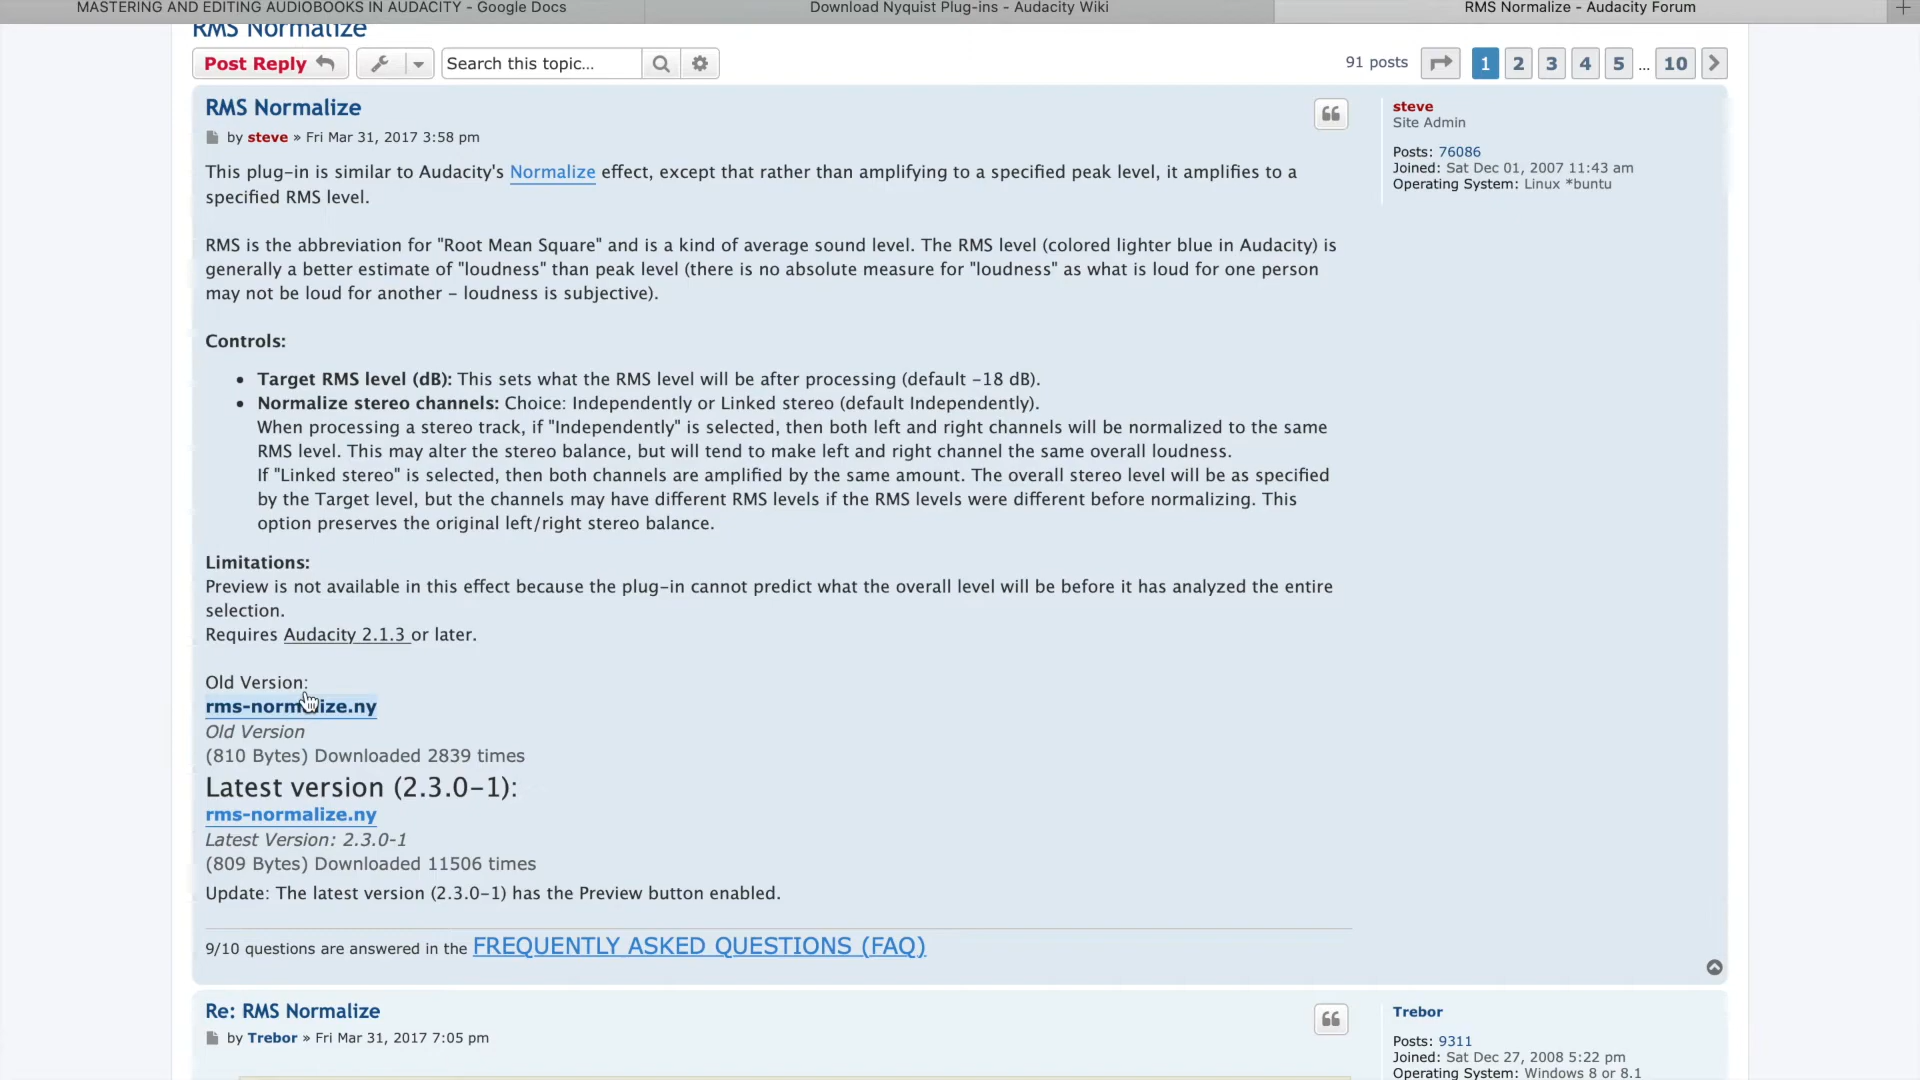 MASTERING AND EDITING AUDIOBOOKS IN AUDACITY - Google Docs
Download Nyquist Plug-ins - Audacity Wiki
RMS Normalize - Audacity Forum
RMS Normalize
Post Reply
Search this topic...
91 posts
1 2 3 4 5 ... 10
RMS Normalize
by steve » Fri Mar 31, 2017 3:58 pm
This plug-in is similar to Audacity's Normalize effect, except that rather than amplifying to a specified peak level, it amplifies to a
specified RMS level.
RMS is the abbreviation for "Root Mean Square" and is a kind of average sound level. The RMS level (colored lighter blue in Audacity) is
generally a better estimate of "loudness" than peak level (there is no absolute measure for "loudness" as what is loud for one person
may not be loud for another - loudness is subjective).
Controls:
• Target RMS level (dB): This sets what the RMS level will be after processing (default -18 dB).
• Normalize stereo channels: Choice: Independently or Linked stereo (default Independently).
When processing a stereo track, if "Independently" is selected, then both left and right channels will be normalized to the same
RMS level. This may alter the stereo balance, but will tend to make left and right channel the same overall loudness.
If "Linked stereo" is selected, then both channels are amplified by the same amount. The overall stereo level will be as specified
by the Target level, but the channels may have different RMS levels if the RMS levels were different before normalizing. This
option preserves the original left/right stereo balance.
Limitations:
Preview is not available in this effect because the plug-in cannot predict what the overall level will be before it has analyzed the entire
selection.
Requires Audacity 2.1.3 or later.
Old Version:
rms-normalize.ny
Old Version
(810 Bytes) Downloaded 2839 times
Latest version (2.3.0-1):
rms-normalize.ny
Latest Version: 2.3.0-1
(809 Bytes) Downloaded 11506 times
Update: The latest version (2.3.0-1) has the Preview button enabled.
9/10 questions are answered in the FREQUENTLY ASKED QUESTIONS (FAQ)
steve
Site Admin
Posts: 76086
Joined: Sat Dec 01, 2007 11:43 am
Operating System: Linux *buntu
Re: RMS Normalize
by Trebor » Fri Mar 31, 2017 7:05 pm
Trebor
Posts: 9311
Joined: Sat Dec 27, 2008 5:22 pm
Operating System: Windows 8 or 8.1